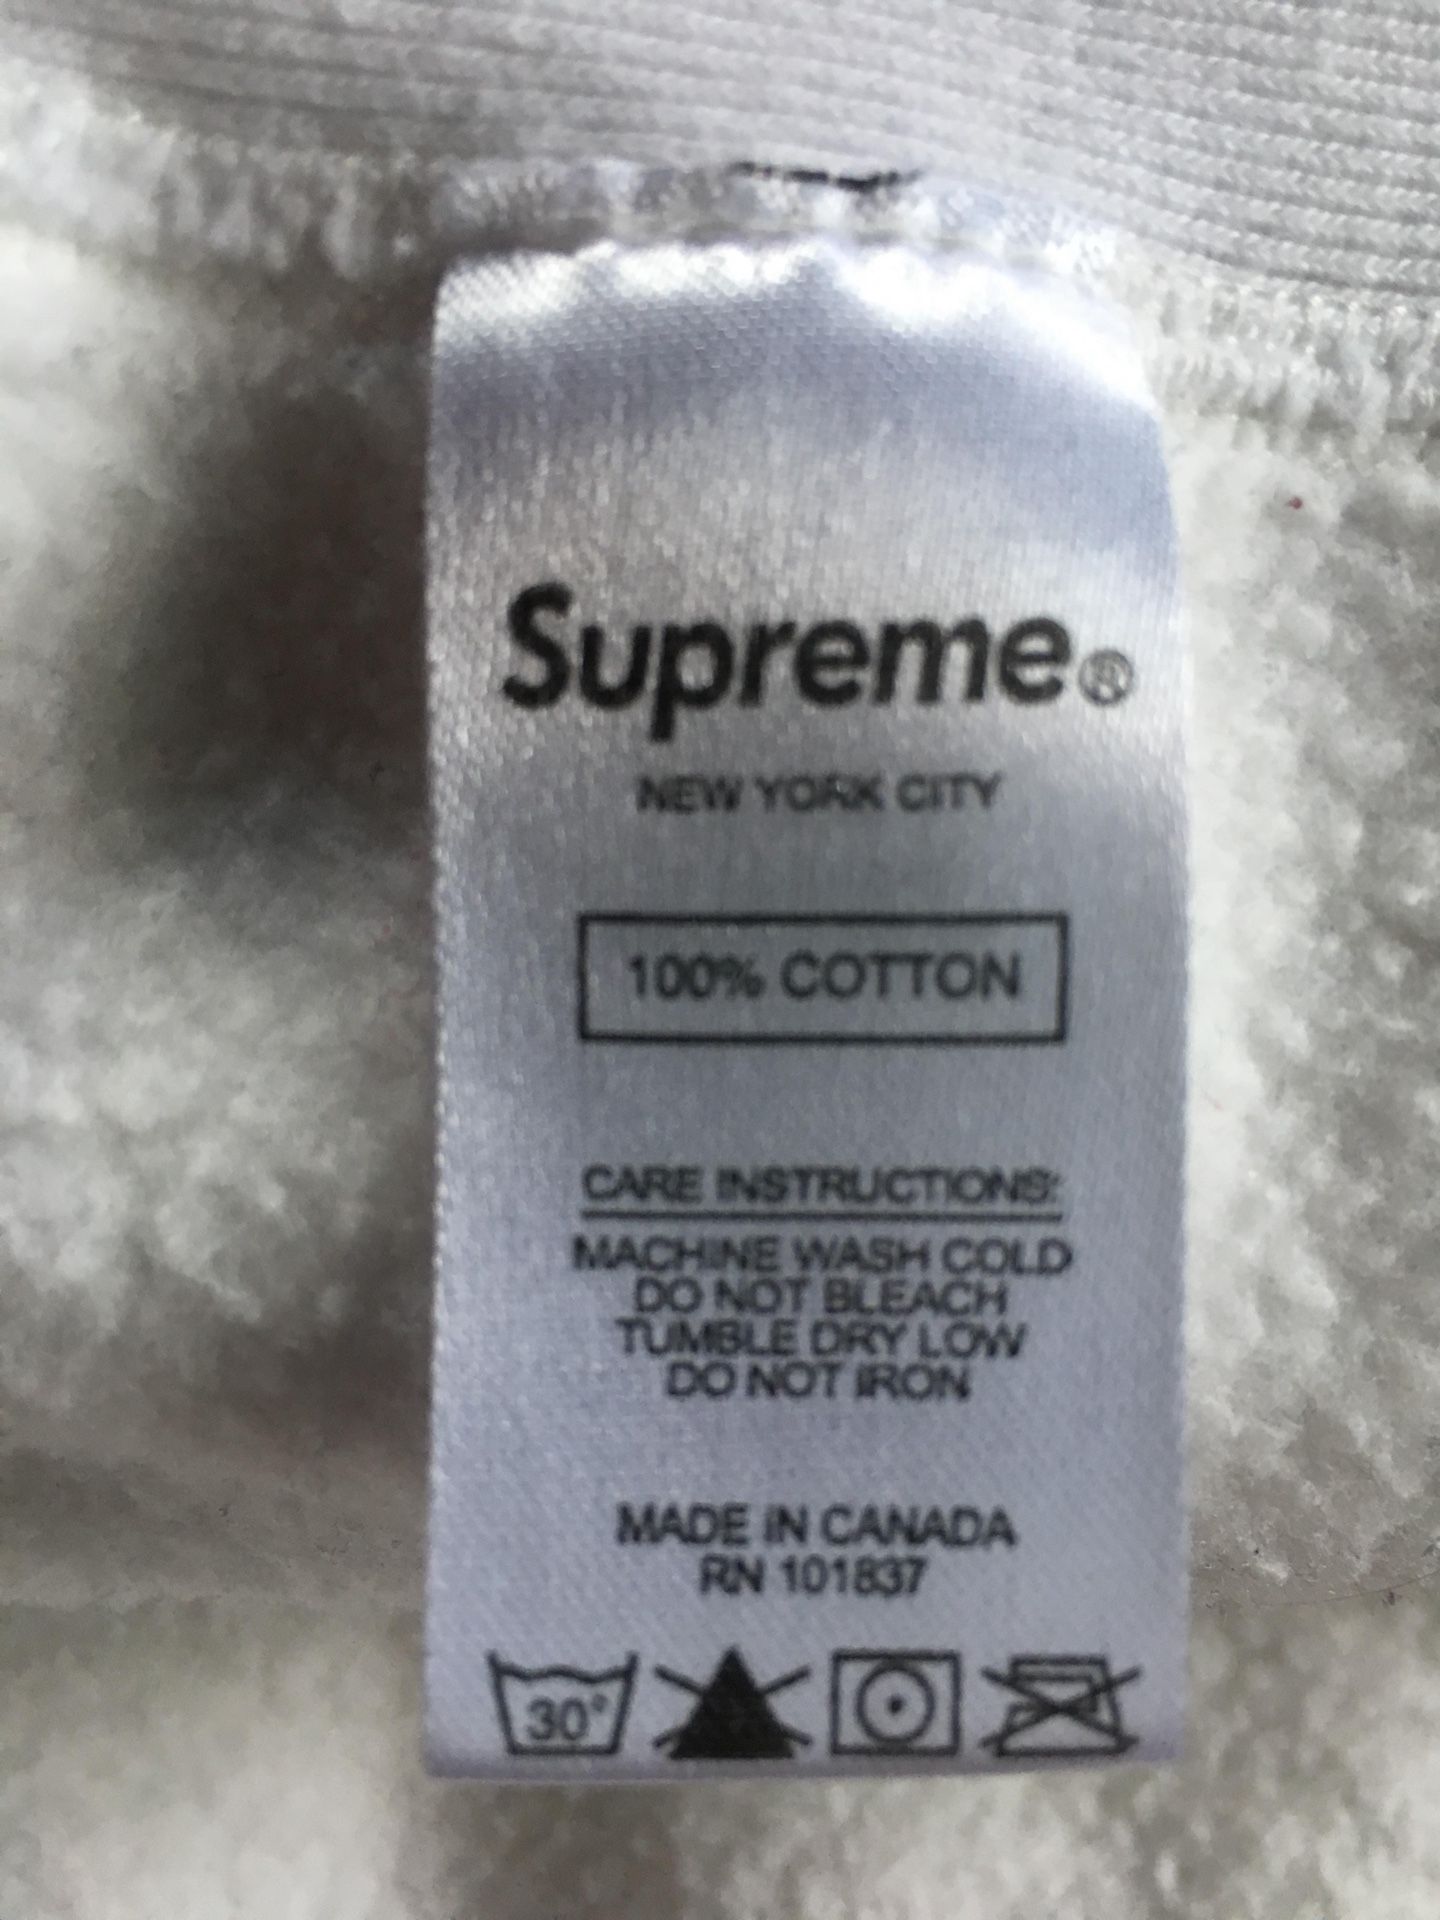 Supreme®
NEW YORK CITY
100% COTTON
CARE INSTRUCTIONS:
MACHINE WASH COLD
DO NOT BLEACH
TUMBLE DRY LOW
DO NOT IRON
MADE IN CANADA
RN 101837
30°